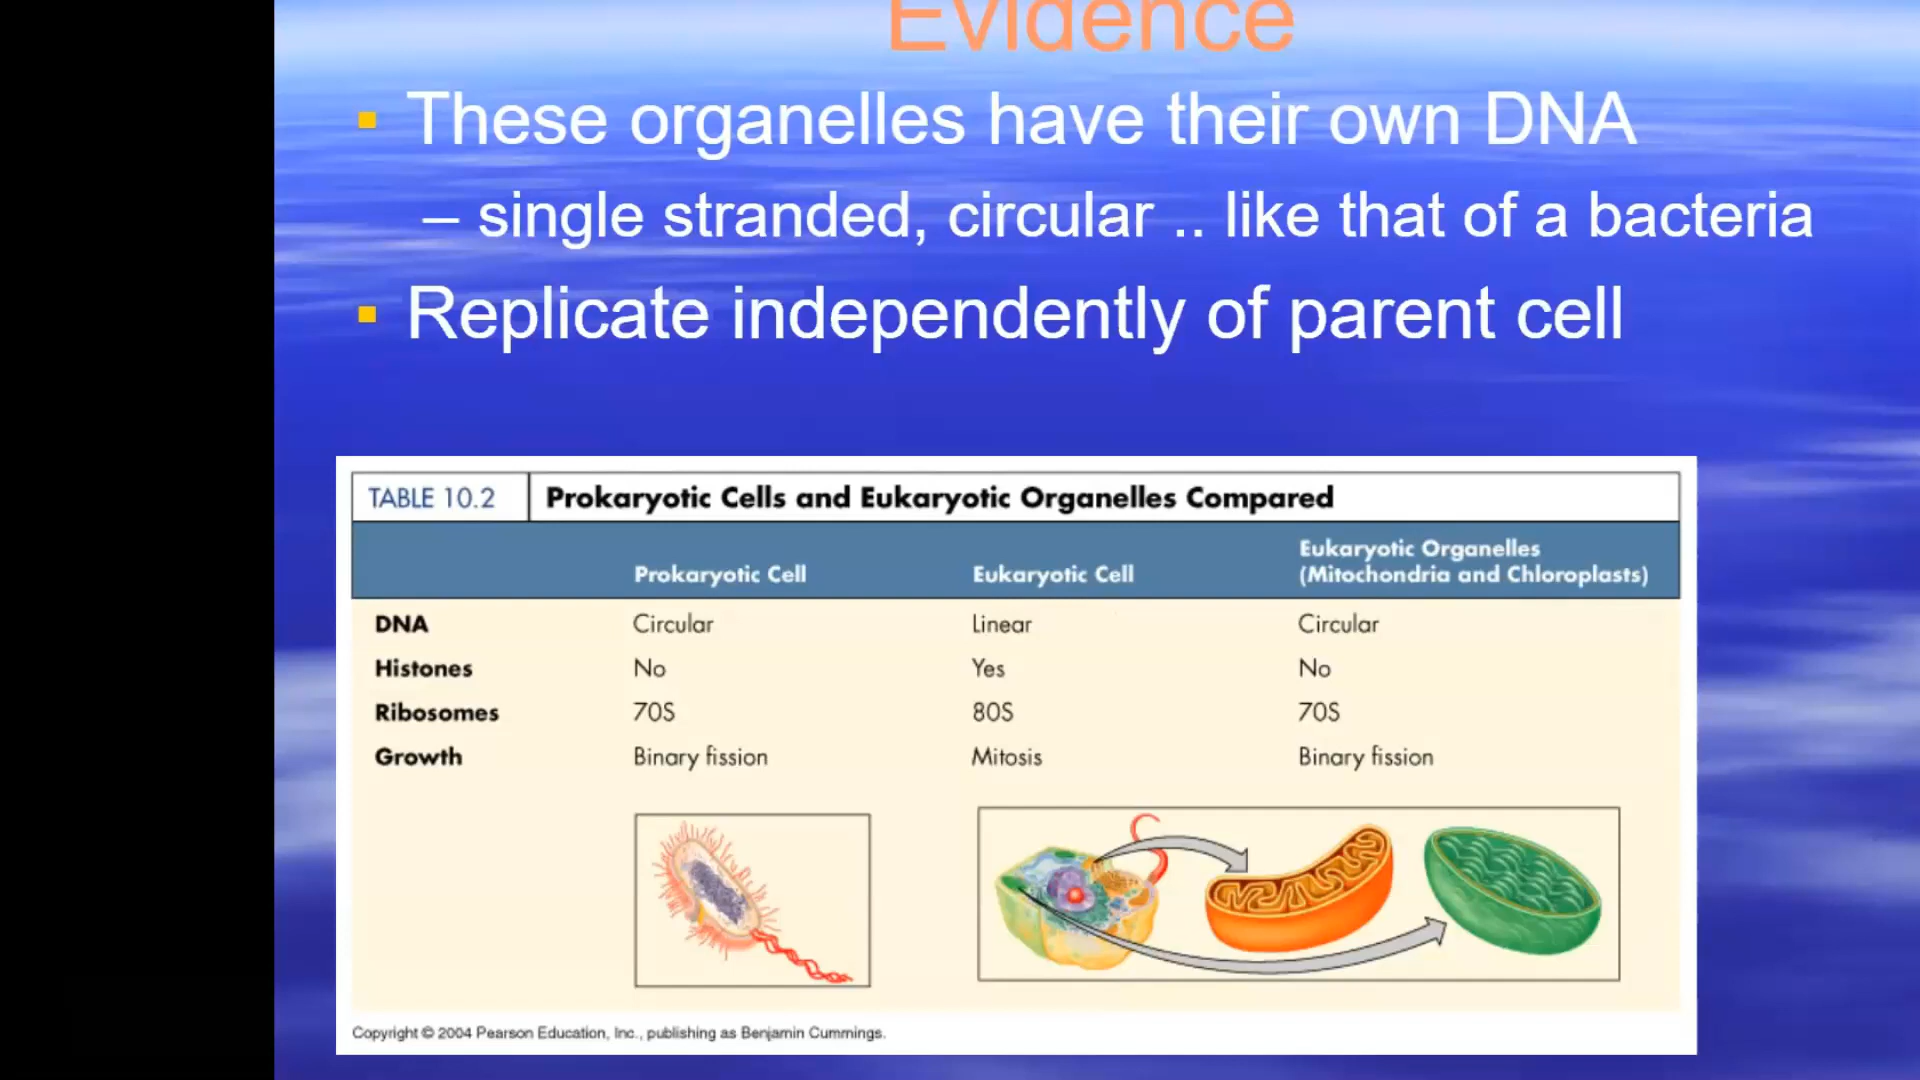 Evidence
▪ These organelles have their own DNA
– single stranded, circular .. like that of a bacteria
▪ Replicate independently of parent cell
TABLE 10.2 Prokaryotic Cells and Eukaryotic Organelles Compared
Prokaryotic Cell Eukaryotic Cell Eukaryotic Organelles (Mitochondria and Chloroplasts)
DNA Circular Linear Circular
Histones No Yes No
Ribosomes 70S 80S 70S
Growth Binary fission Mitosis Binary fission
Copyright © 2004 Pearson Education, Inc., publishing as Benjamin Cummings.